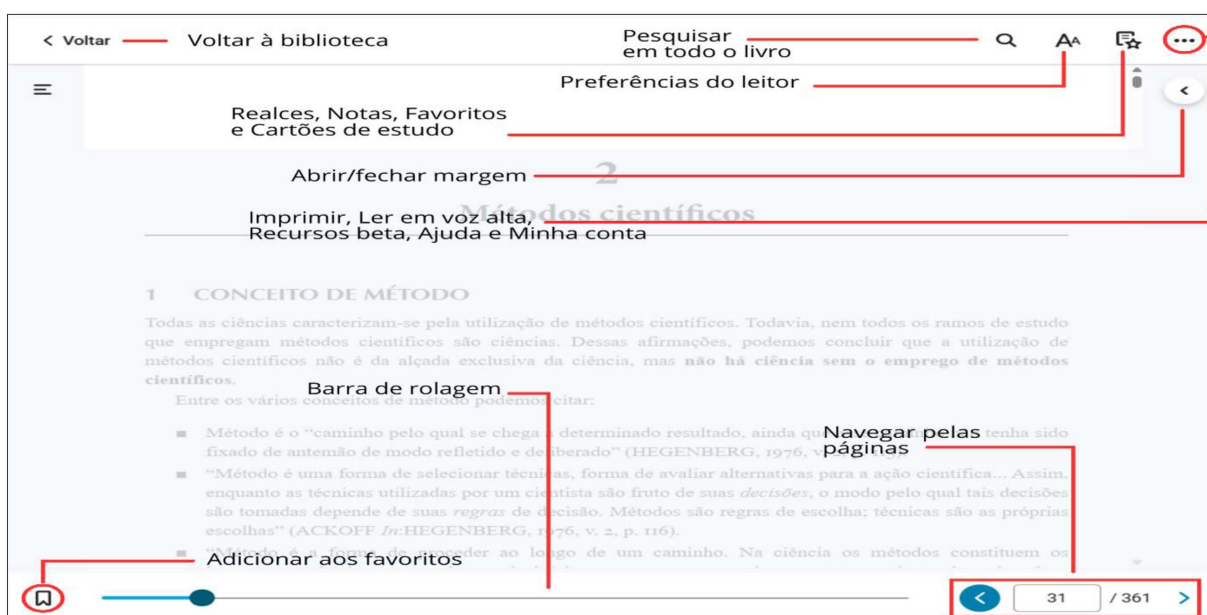 < Voltar
Voltar à biblioteca
Pesquisar
em todo o livro
AA
Preferências do leitor
Realces, Notas, Favoritos
e Cartões de estudo
2
Abrir/fechar margem
Métodos científicos
Imprimir, Ler em voz alta,
Recursos beta, Ajuda e Minha conta
1 CONCEITO DE MÉTODO
Todas as ciências caracterizam-se pela utilização de métodos científicos. Todavia, nem todos os ramos de estudo
que empregam métodos científicos são ciências. Dessas afirmações, podemos concluir que a utilização de
métodos científicos não é da alçada exclusiva da ciência, mas não há ciência sem o emprego de métodos
científicos.
Barra de rolagem
Entre os vários conceitos de método podemos citar:
Navegar pelas
páginas
■ Método é o “caminho pelo qual se chega a determinado resultado, ainda que tenha sido
fixado de antemão de modo refletido e deliberado” (HEGENBERG, 1976, v.
■ “Método é uma forma de selecionar técnicas, forma de avaliar alternativas para a ação científica... Assim,
enquanto as técnicas utilizadas por um cientista são fruto de suas decisões, o modo pelo qual tais decisões
são tomadas depende de suas regras de decisão. Métodos são regras de escolha; técnicas são as próprias
escolhas” (ACKOFF In:HEGENBERG, 1976, v. 2, p. 116).
■ “Método é a forma de proceder ao longo de um caminho. Na ciência os métodos constituem os
Adicionar aos favoritos
31 / 361 >